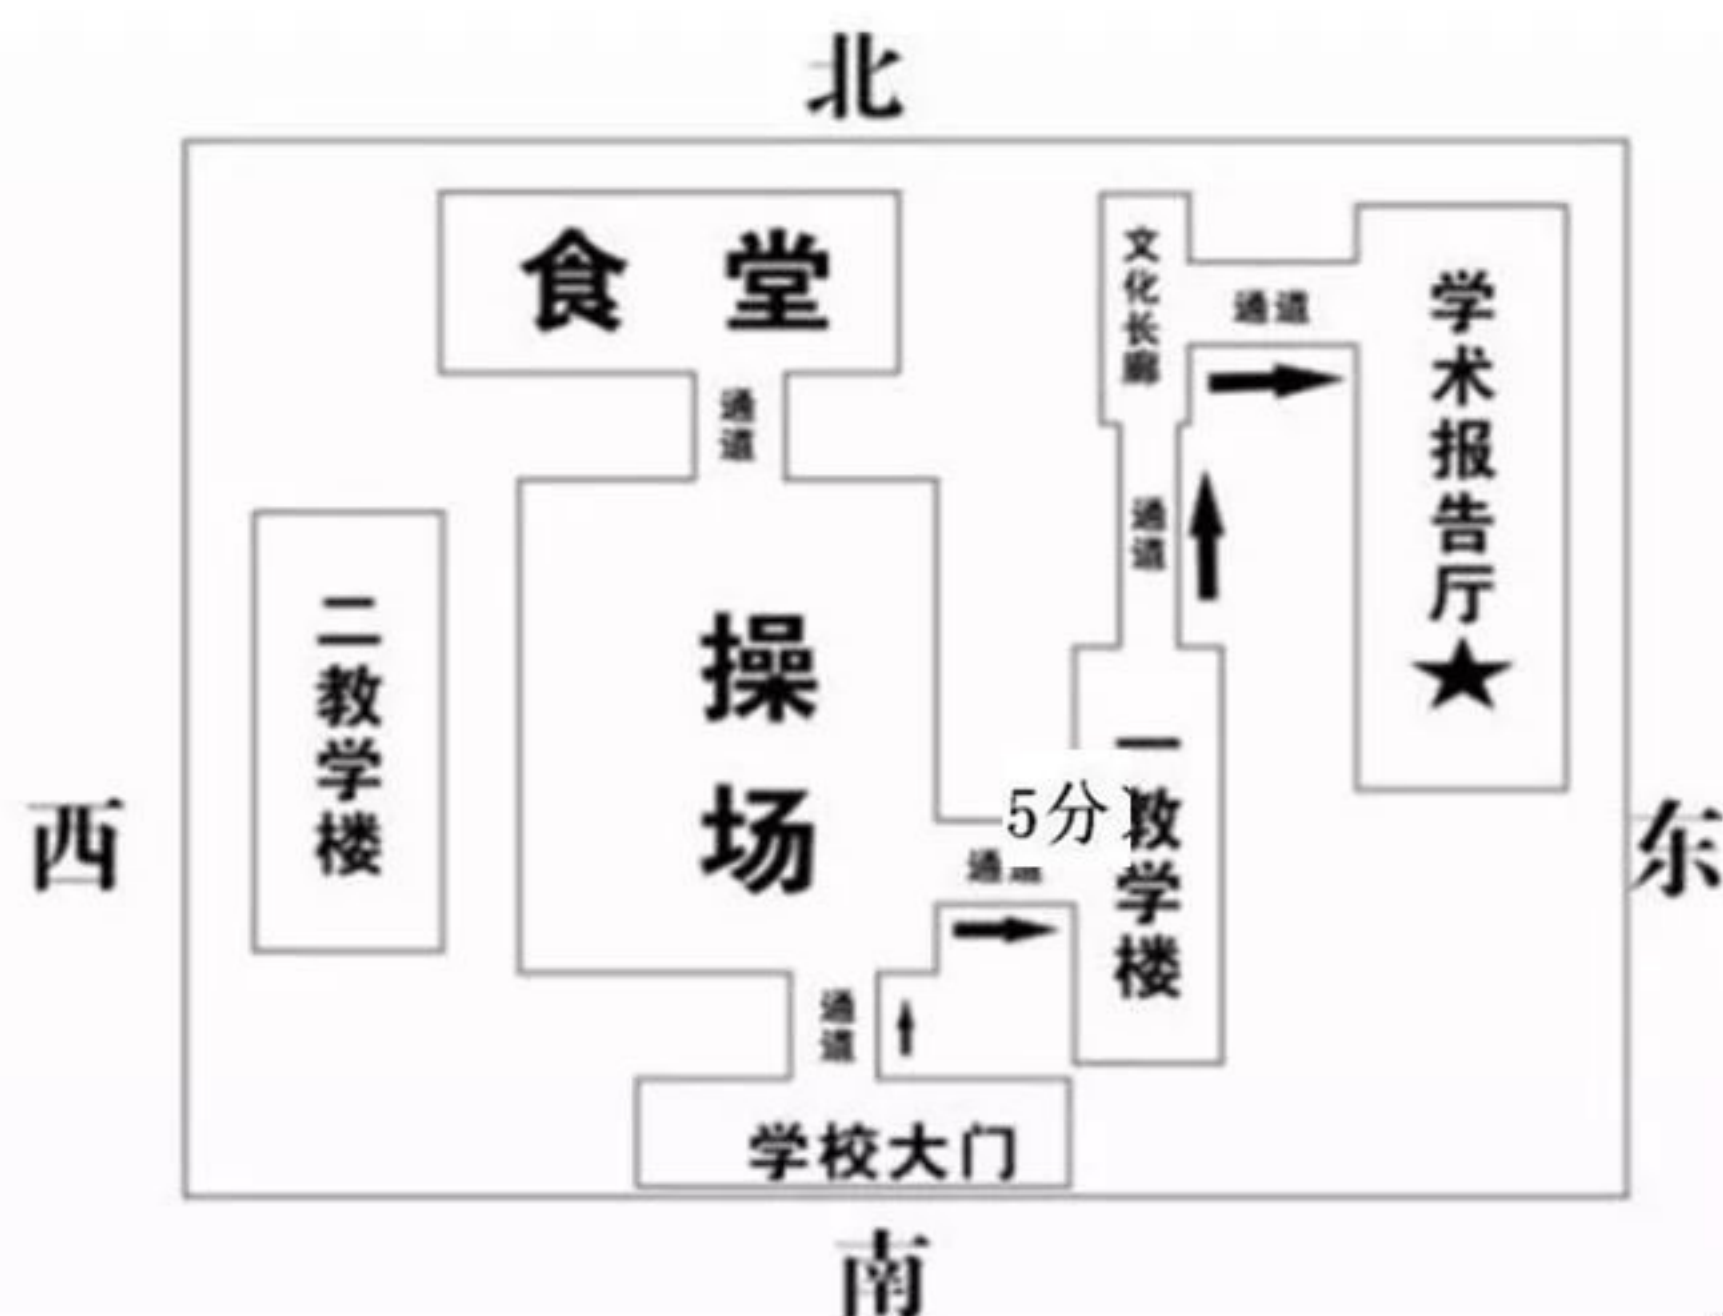 北
食堂
文化长廊
通道
学术报告厅★
通道
通道
二教学楼
操场
一教学楼
5分
通
西
东
通道
学校大门
南